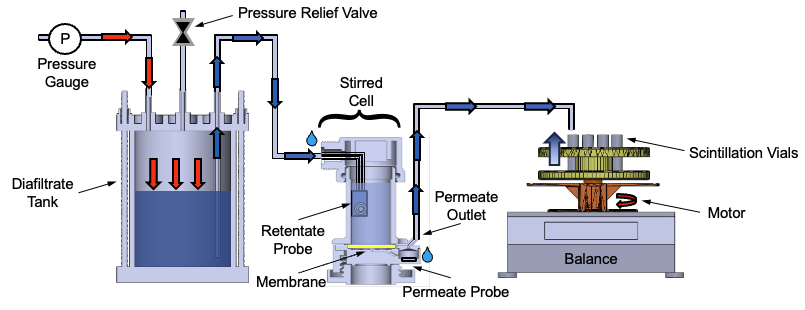 Pressure Relief Valve
P
Pressure
Gauge
Stirred
Cell
Scintillation Vials
Diafiltrate
Tank
Permeate
Outlet
Motor
Retentate
Probe
Balance
Membrane
Permeate Probe